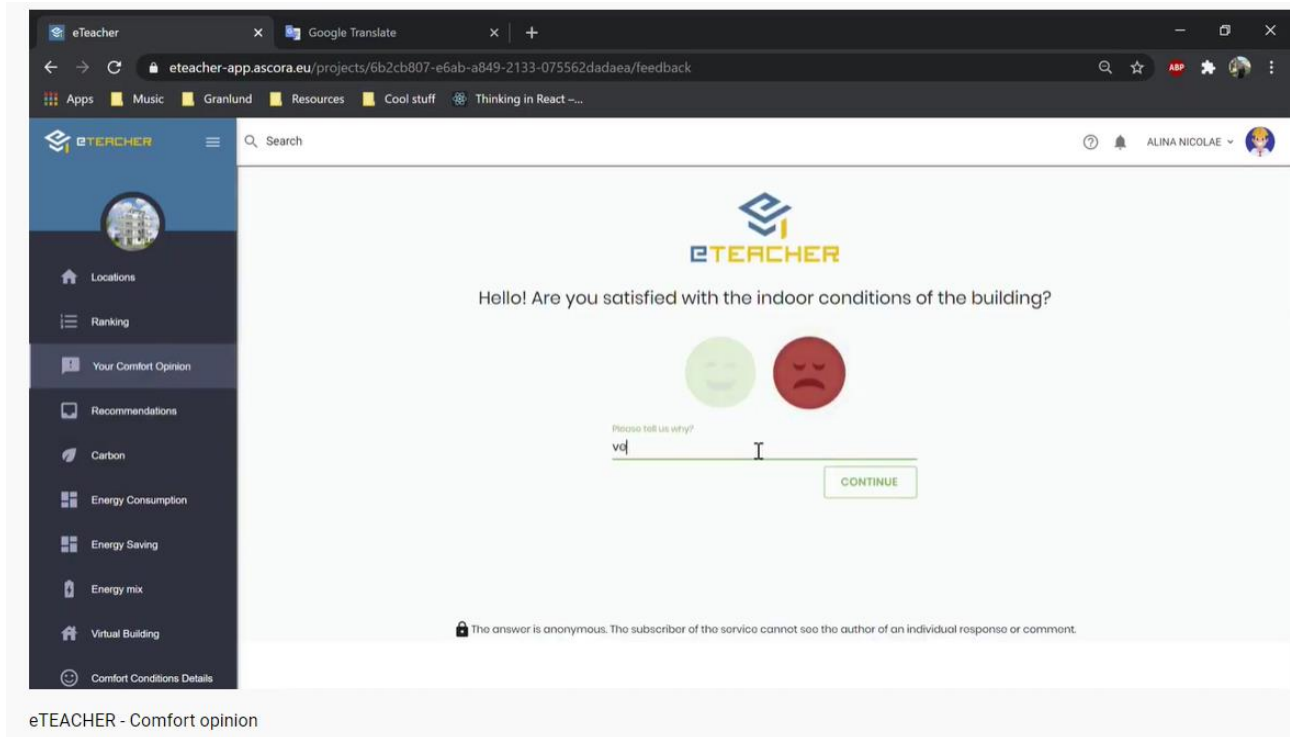 eTeacher
Google Translate
eteacher-app.ascora.eu/projects/6b2cb807-e6ab-a849-2133-075562dadaea/feedback
ABP
Apps Music Granlund Resources Cool stuff Thinking in React –...
eTEACHER
Search
ALINA NICOLAE
Locations
Ranking
Your Comfort Opinion
Recommendations
Carbon
Energy Consumption
Energy Saving
Energy mix
Virtual Building
Comfort Conditions Details
eTEACHER
Hello! Are you satisfied with the indoor conditions of the building?
Please tell us why?
ve
CONTINUE
The answer is anonymous. The subscriber of the service cannot see the author of an individual response or comment.
eTEACHER - Comfort opinion